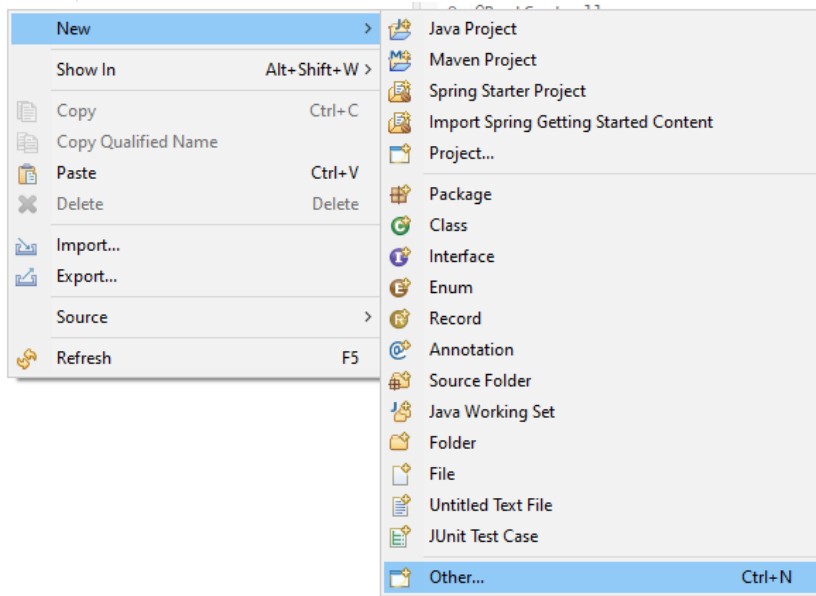 New
Show In Alt+Shift+W
Copy Ctrl+C
Copy Qualified Name
Paste Ctrl+V
Delete Delete
Import...
Export...
Source
Refresh F5
Java Project
Maven Project
Spring Starter Project
Import Spring Getting Started Content
Project...
Package
Class
Interface
Enum
Record
Annotation
Source Folder
Java Working Set
Folder
File
Untitled Text File
JUnit Test Case
Other... Ctrl+N